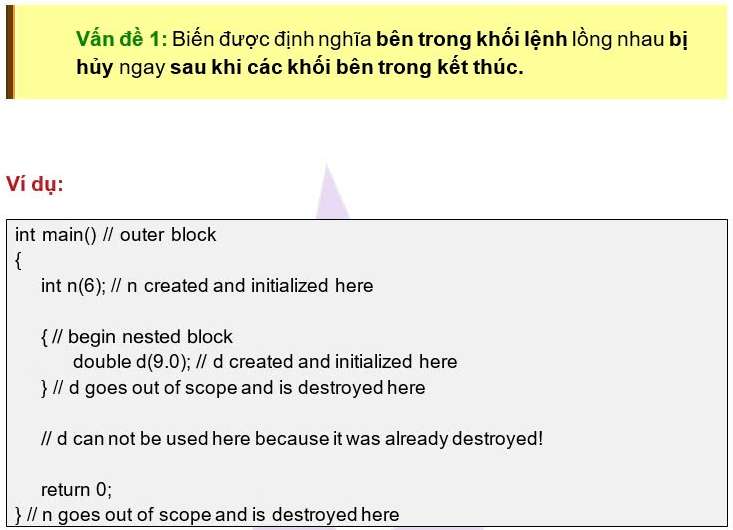 Vấn đề 1: Biến được định nghĩa bên trong khối lệnh lồng nhau bị
hủy ngay sau khi các khối bên trong kết thúc.
Ví dụ:
int main() // outer block
{
int n(6); // n created and initialized here
{ // begin nested block
double d(9.0); // d created and initialized here
} // d goes out of scope and is destroyed here
// d can not be used here because it was already destroyed!
return 0;
} // n goes out of scope and is destroyed here